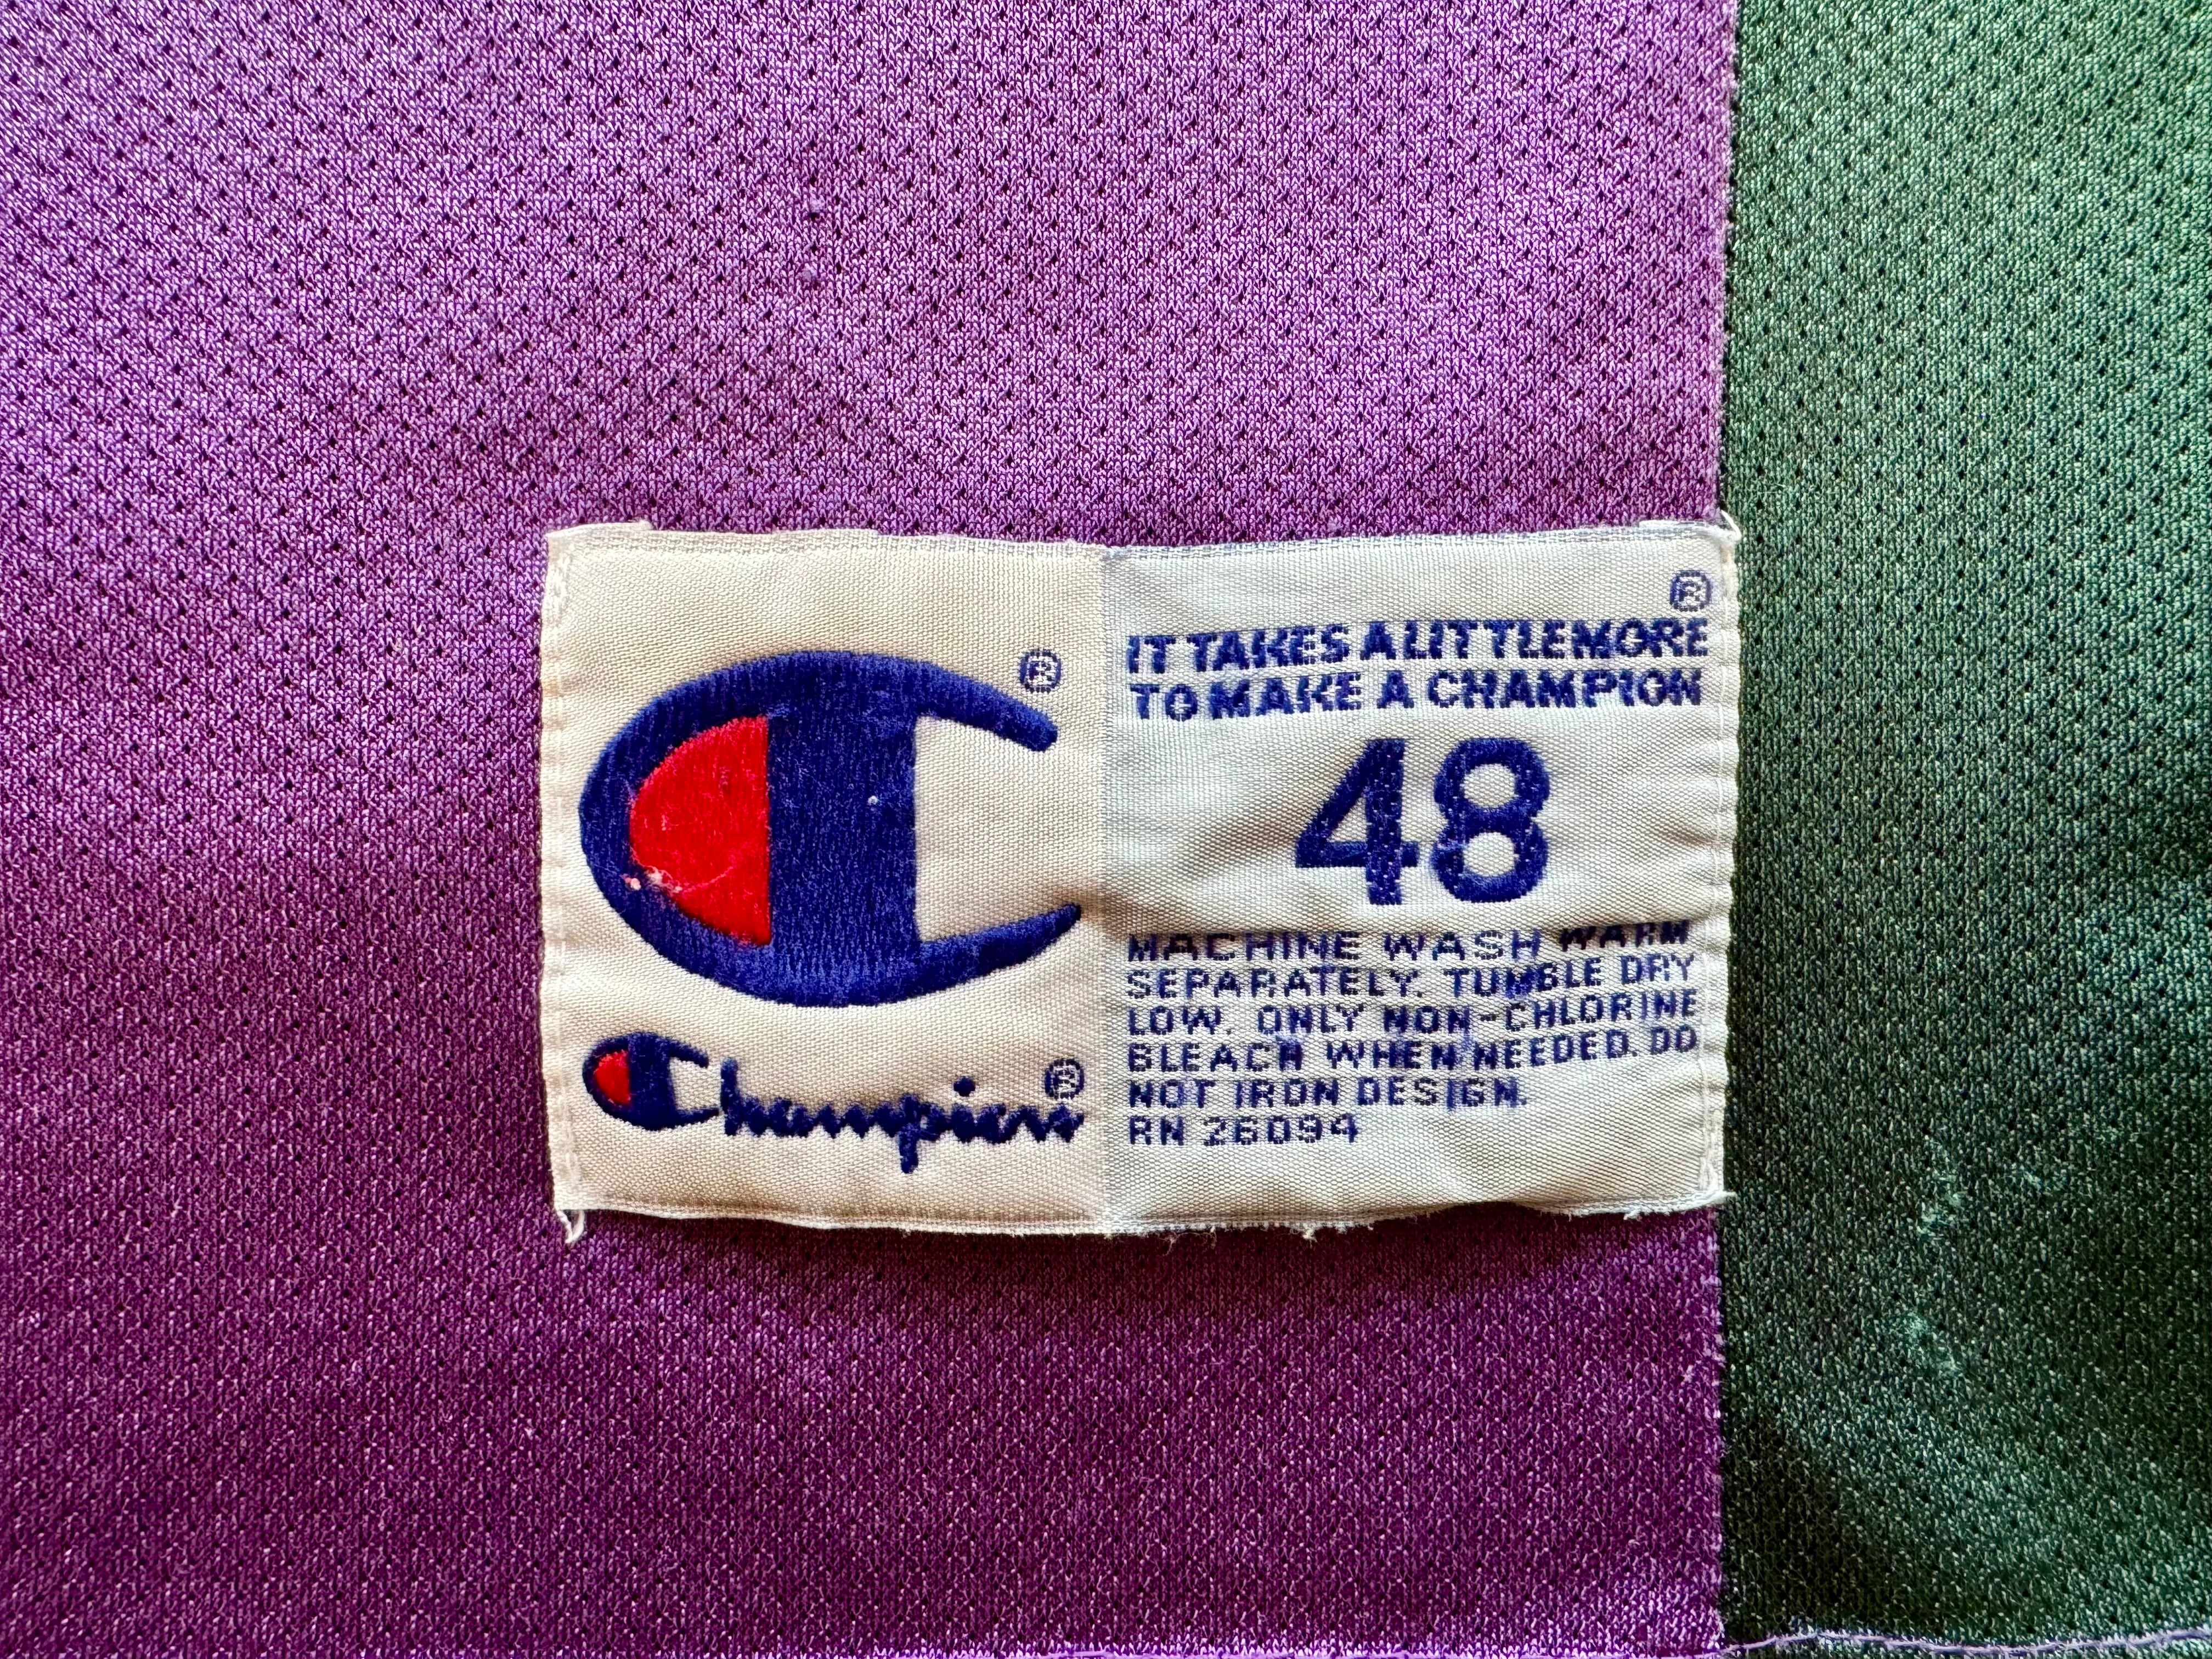 ®
Champion®
®
IT TAKES A LITTLE MORE
TO MAKE A CHAMPION
48
MACHINE WASH WARM
SEPARATELY. TUMBLE DRY
LOW. ONLY NON-CHLORINE
BLEACH WHEN NEEDED. DO
NOT IRON DESIGN.
RN 26094